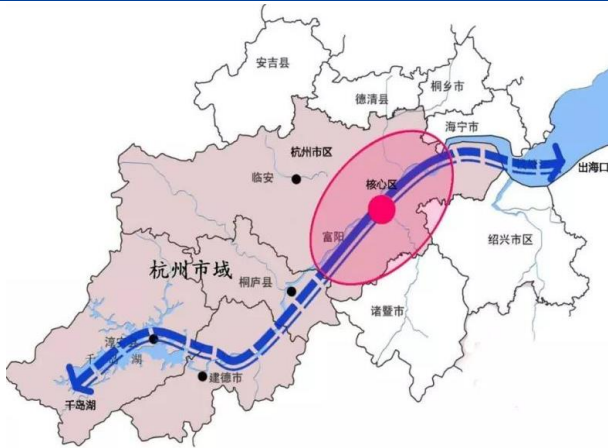 安吉县
桐乡市
德清县
海宁市
杭州市区
临安
核心区
出海口
富阳
绍兴市区
杭州市域
桐庐县
诸暨市
淳安县
千岛湖
建德市
千岛湖